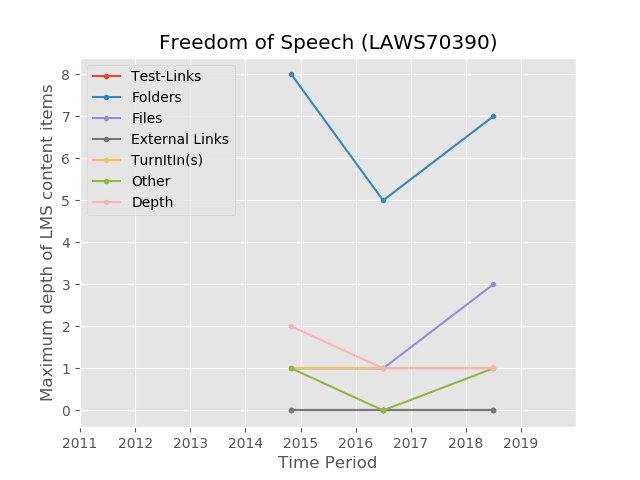 Freedom of Speech (LAWS70390)
Test-Links
Folders
Files
External Links
TurnItIn(s)
Other
Depth
Maximum depth of LMS content items
8
7
6
5
4
3
2
1
0
2011 2012 2013 2014 2015 2016 2017 2018 2019
Time Period